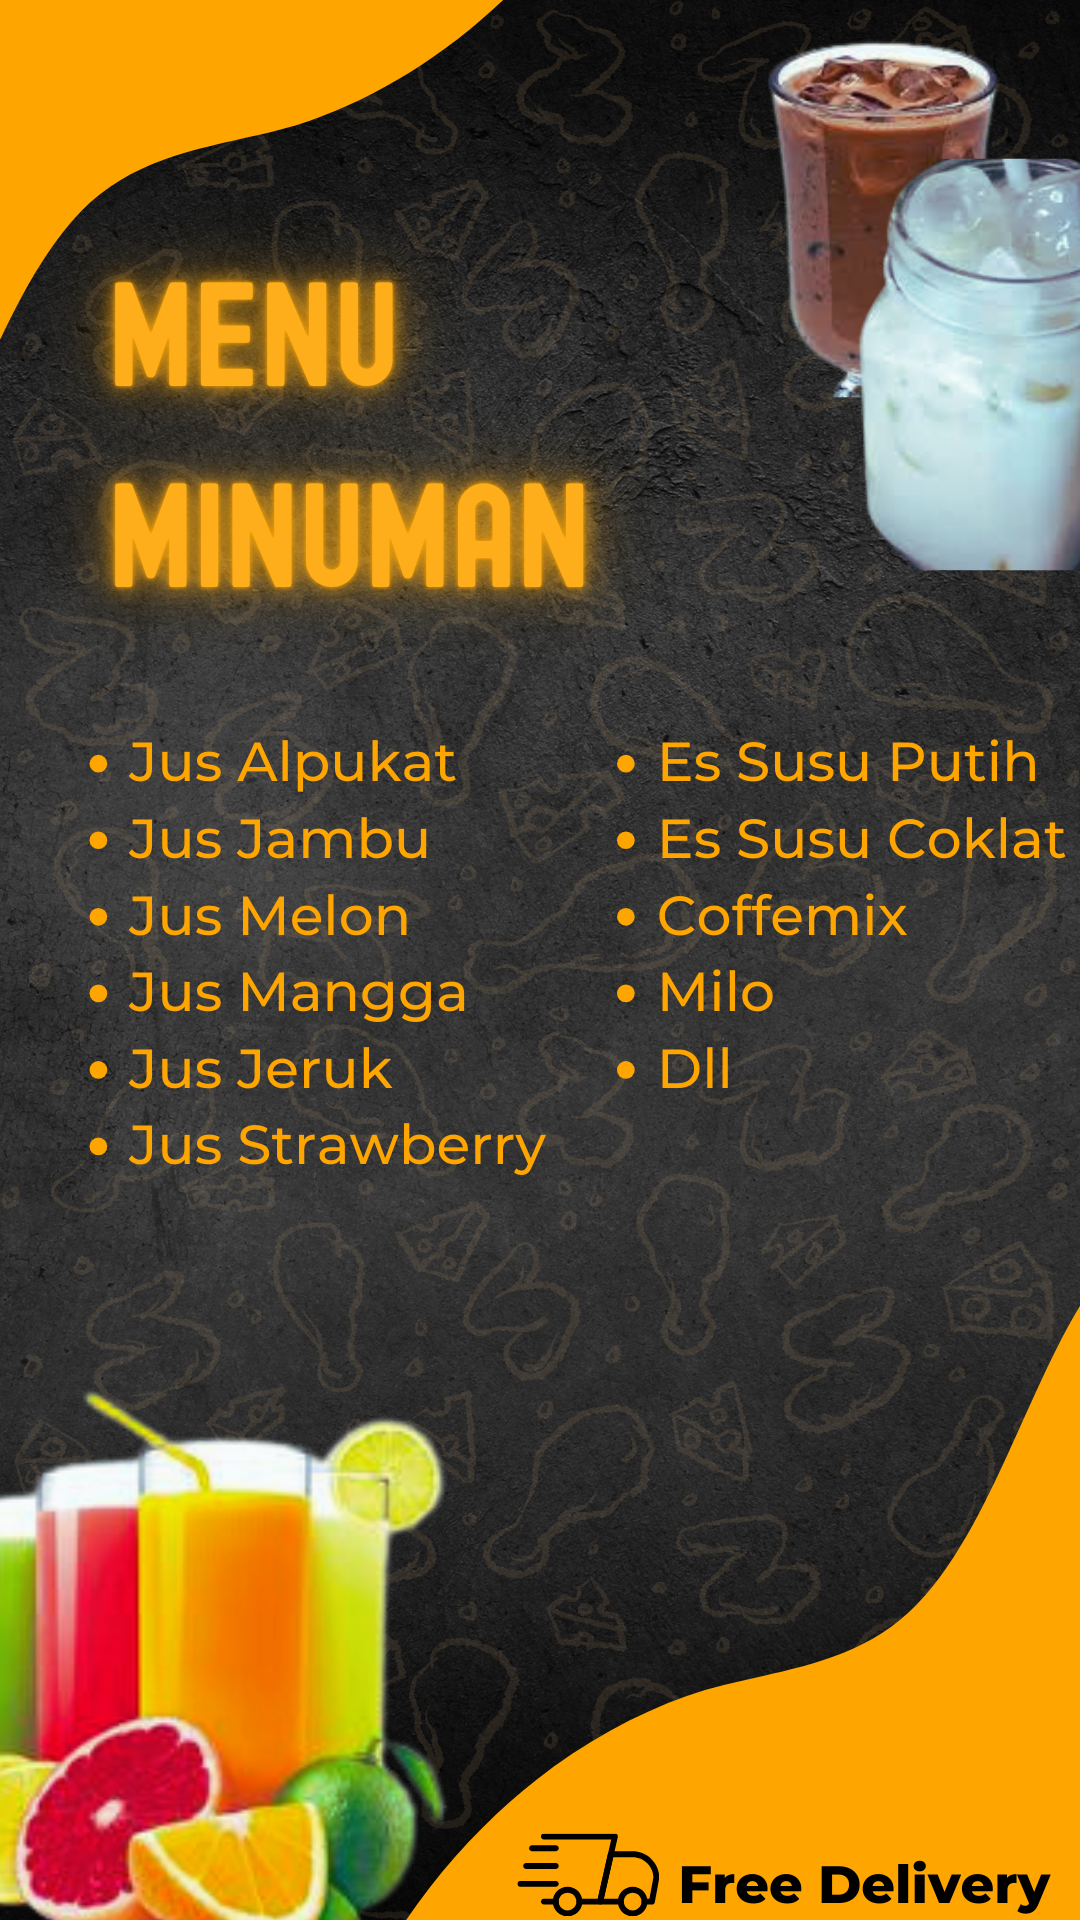 MENU
MINUMAN
• Jus Alpukat
• Jus Jambu
• Jus Melon
• Jus Mangga
• Jus Jeruk
• Jus Strawberry
• Es Susu Putih
• Es Susu Coklat
• Coffemix
• Milo
• Dll
Free Delivery